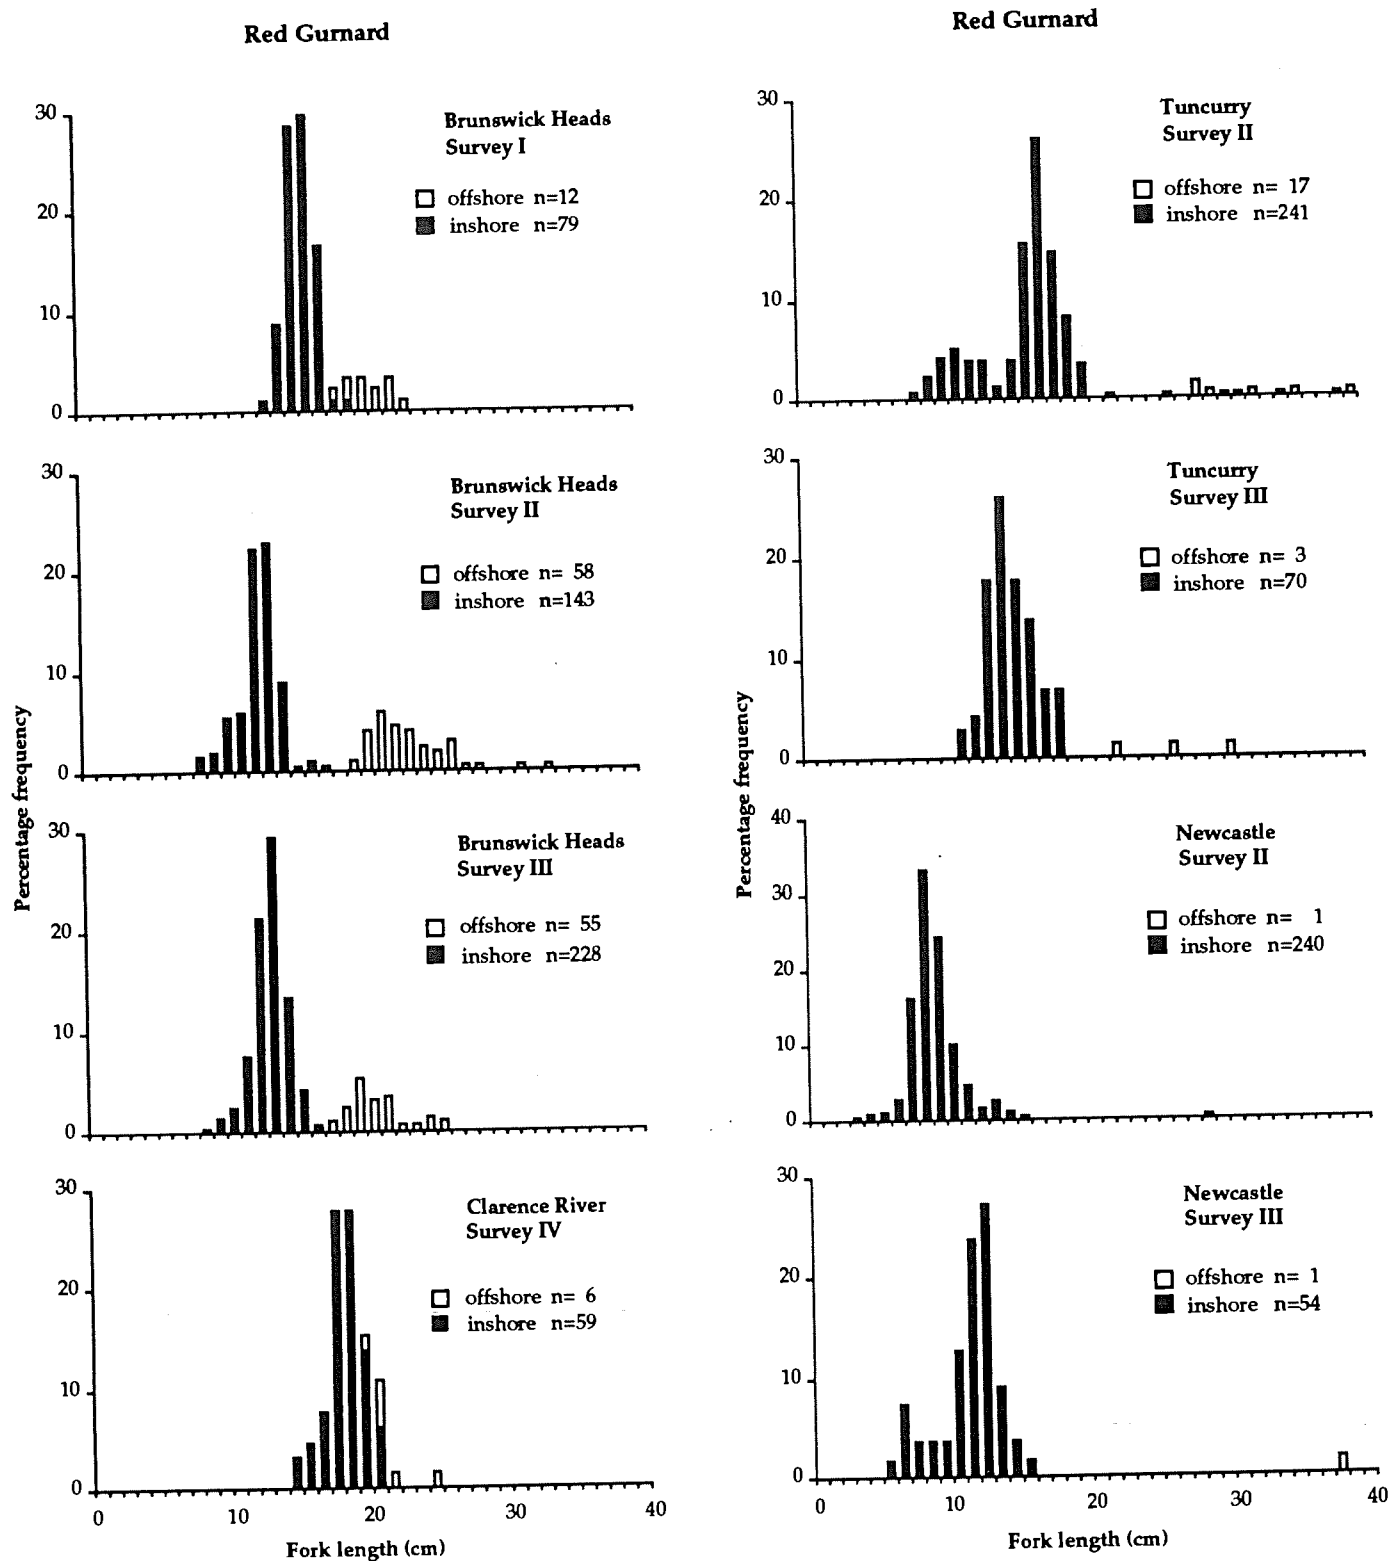 Red Gurnard
30
20
10
0
Brunswick Heads
Survey I
offshore n=12
inshore n=79
30
20
10
0
Brunswick Heads
Survey II
offshore n= 58
inshore n=143
30
20
10
0
Brunswick Heads
Survey III
offshore n= 55
inshore n=228
30
20
10
0
Clarence River
Survey IV
offshore n= 6
inshore n=59
0 10 20 30 40
Fork length (cm)
Percentage frequency
Red Gurnard
30
20
10
0
Tuncurry
Survey II
offshore n= 17
inshore n=241
30
20
10
0
Tuncurry
Survey III
offshore n= 3
inshore n=70
40
30
20
10
0
Newcastle
Survey II
offshore n= 1
inshore n=240
30
20
10
0
Newcastle
Survey III
offshore n= 1
inshore n=54
0 10 20 30 40
Fork length (cm)
Percentage frequency